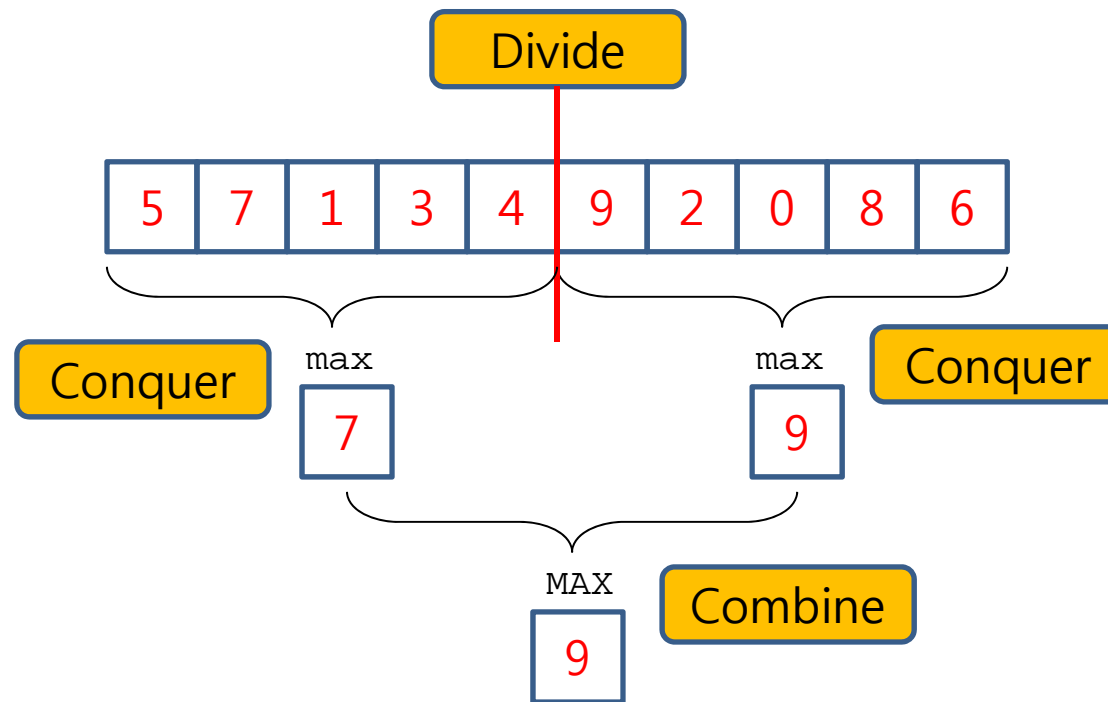 Divide
5 7 1 3 4 9 2 0 8 6
Conquer max max Conquer
7 9
MAX Combine
9